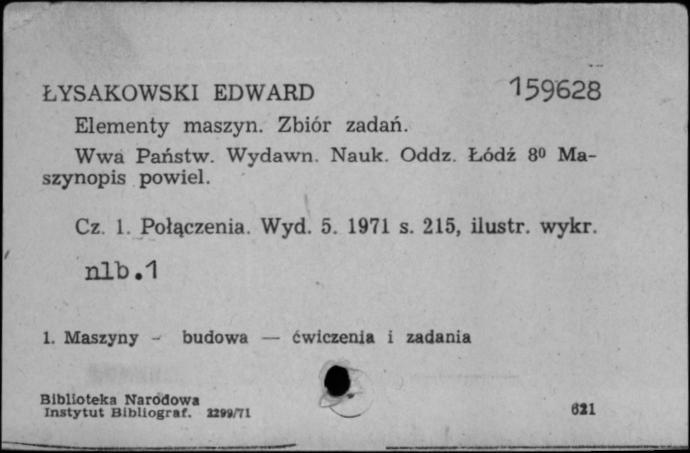 ŁYSAKOWSKI EDWARD 159628
Elementy maszyn. Zbiór zadań.
Wwa Państw. Wydawn. Nauk. Oddz. Łódź 8⁰ Ma-
szynopis powiel.
Cz. 1. Połączenia. Wyd. 5. 1971 s. 215, ilustr. wykr.
nlb.1
1. Maszyny - budowa — ćwiczenia i zadania
Biblioteka Narodowa
Instytut Bibliograf. 2299/71 621